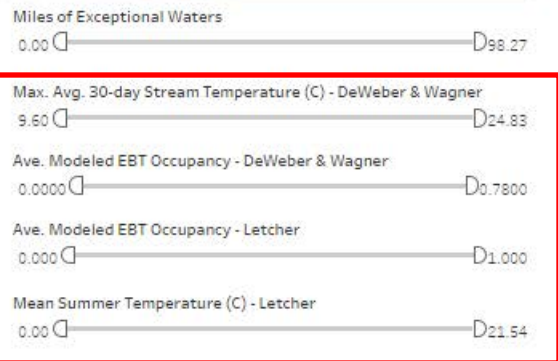 Miles of Exceptional Waters
0.00 98.27
Max. Avg. 30-day Stream Temperature (C) - DeWeber & Wagner
9.60 24.83
Ave. Modeled EBT Occupancy - DeWeber & Wagner
0.0000 0.7800
Ave. Modeled EBT Occupancy - Letcher
0.000 1.000
Mean Summer Temperature (C) - Letcher
0.00 21.54